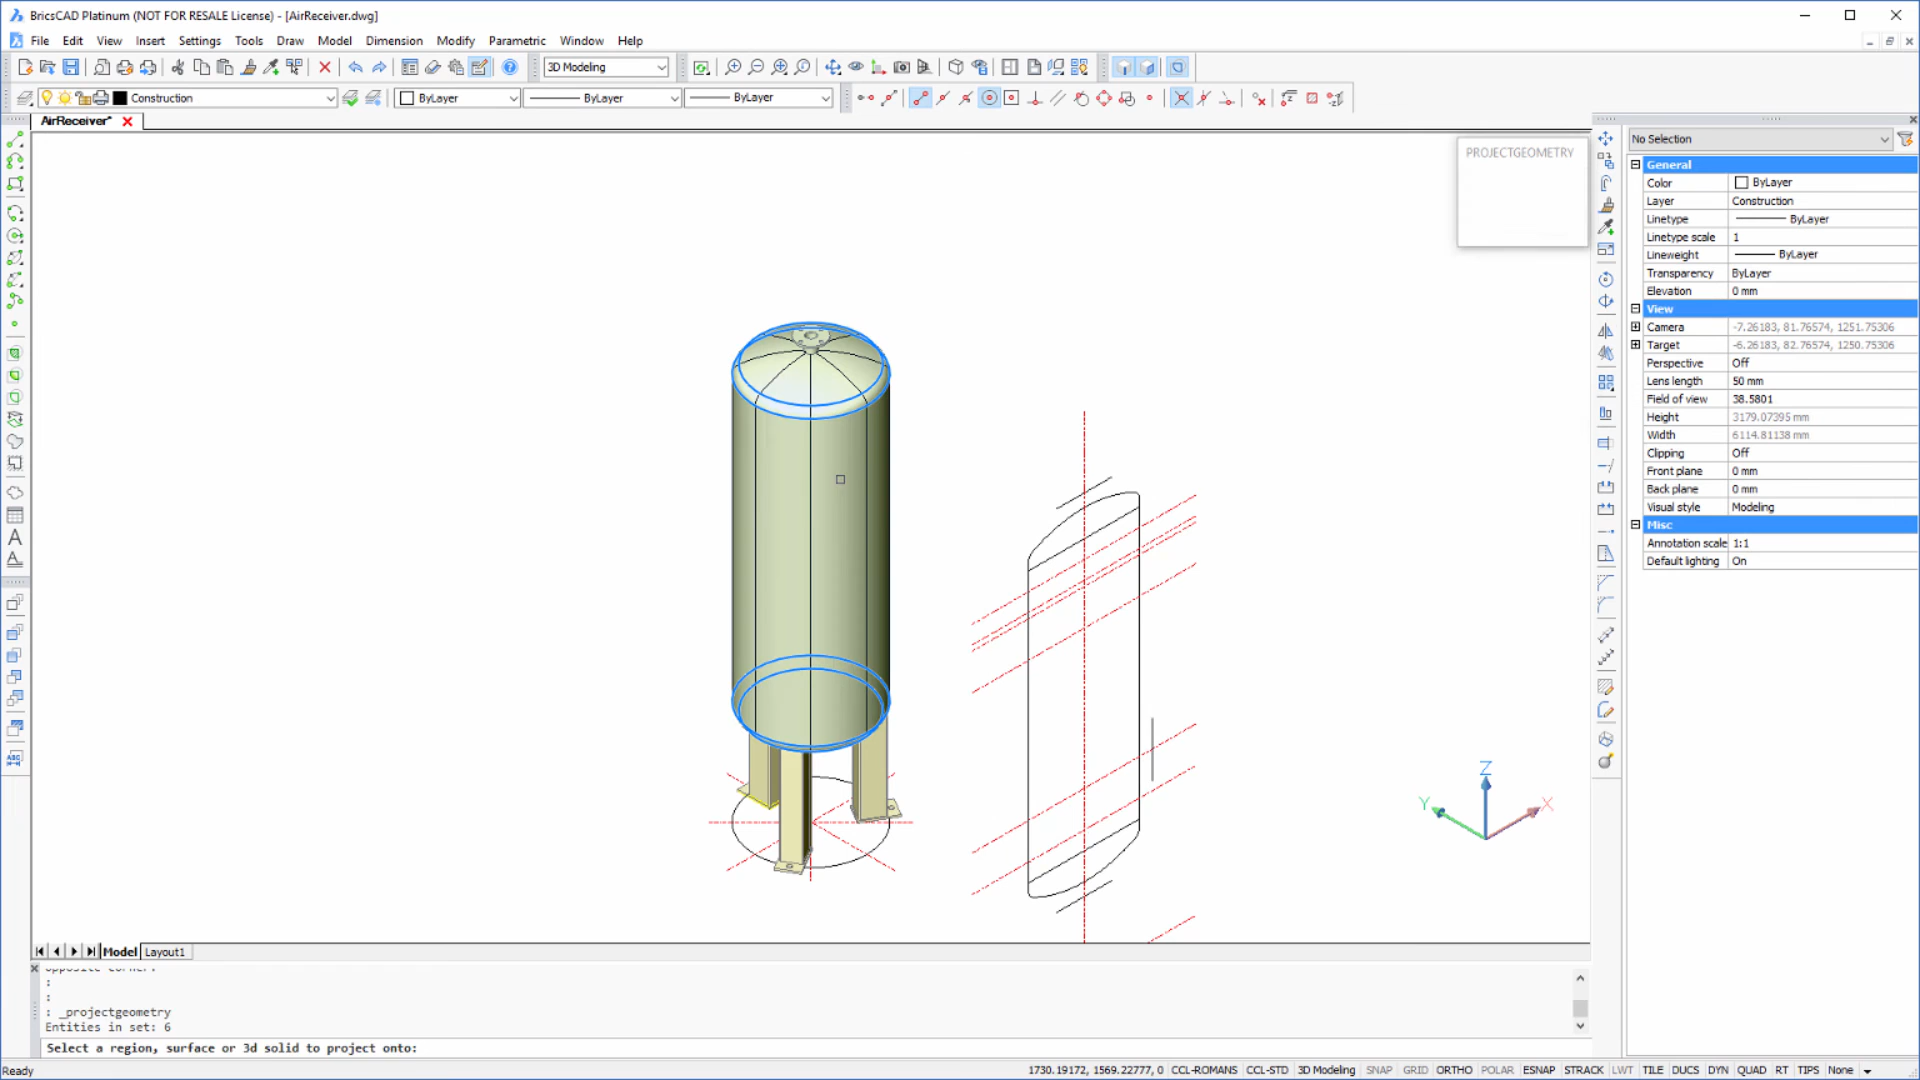 BricsCAD Platinum (NOT FOR RESALE License) - [AirReceiver.dwg]
File Edit View Insert Settings Tools Draw Model Dimension Modify Parametric Window Help
3D Modeling
Construction ByLayer ByLayer ByLayer
AirReceiver*
PROJECTGEOMETRY
No Selection
General
Color ByLayer
Layer Construction
Linetype ByLayer
Linetype scale 1
Lineweight ByLayer
Transparency ByLayer
Elevation 0 mm
View
Camera -7.26183, 81.76574, 1251.75306
Target -6.26183, 82.76574, 1250.75306
Perspective Off
Lens length 50 mm
Field of view 38.5801
Height 3179.07395 mm
Width 6114.81138 mm
Clipping Off
Front plane 0 mm
Back plane 0 mm
Visual style Modeling
Misc
Annotation scale 1:1
Default lighting On
Z
Y X
Model Layout1
opposite corner:
:
:
: _projectgeometry
Entities in set: 6
Select a region, surface or 3d solid to project onto:
Ready 1730.19172, 1569.22777, 0 CCL-ROMANS CCL-STD 3D Modeling SNAP GRID ORTHO POLAR ESNAP STRACK LWT TILE DUCS DYN QUAD RT TIPS None